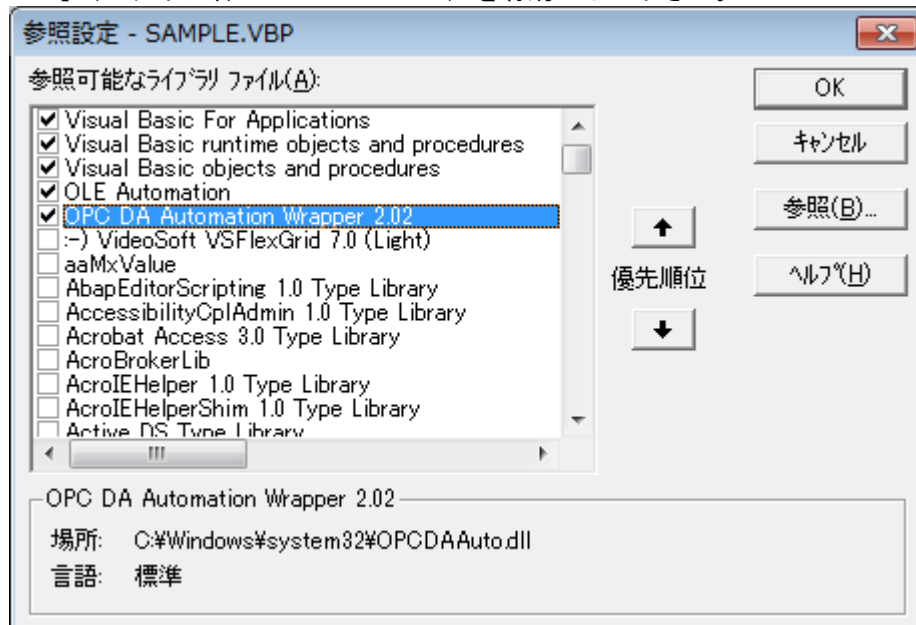 参照設定 - SAMPLE.VBP
参照可能なライブラリ ファイル(A):
Visual Basic For Applications
Visual Basic runtime objects and procedures
Visual Basic objects and procedures
OLE Automation
OPC DA Automation Wrapper 2.02
:-) VideoSoft VSFlexGrid 7.0 (Light)
aaMxValue
AbapEditorScripting 1.0 Type Library
AccessibilityCplAdmin 1.0 Type Library
Acrobat Access 3.0 Type Library
AcroBrokerLib
AcroIEHelper 1.0 Type Library
AcroIEHelperShim 1.0 Type Library
Active DS Type Library
優先順位
OK
キャンセル
参照(B)...
ヘルプ(H)
OPC DA Automation Wrapper 2.02
場所: C:¥Windows¥system32¥OPCDAAuto.dll
言語: 標準